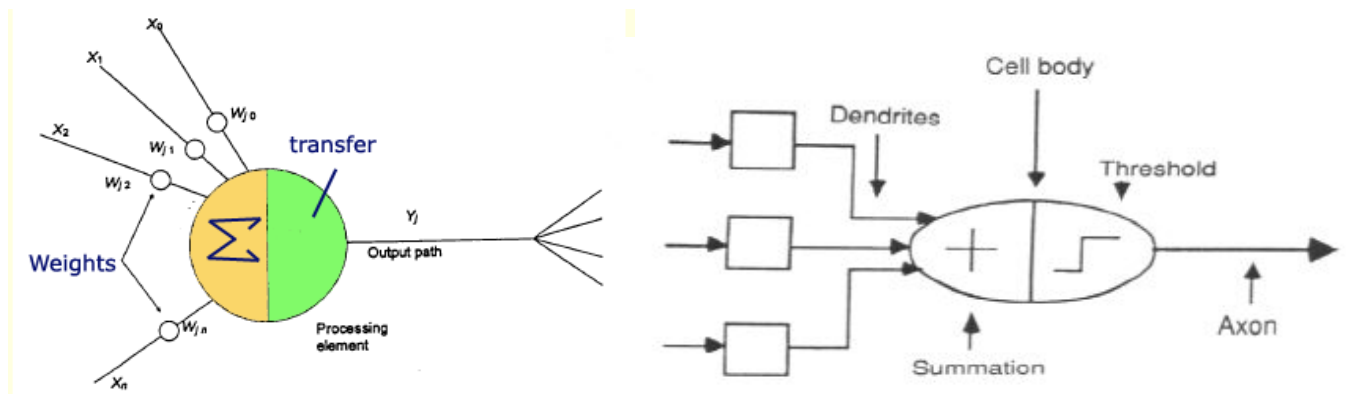 X0
X1
X2
Wj0
Wj1
Wj2
transfer
Σ
Yj
Output path
Weights
Wjn
Processing
element
Xn
Cell body
Dendrites
Threshold
+
Axon
Summation